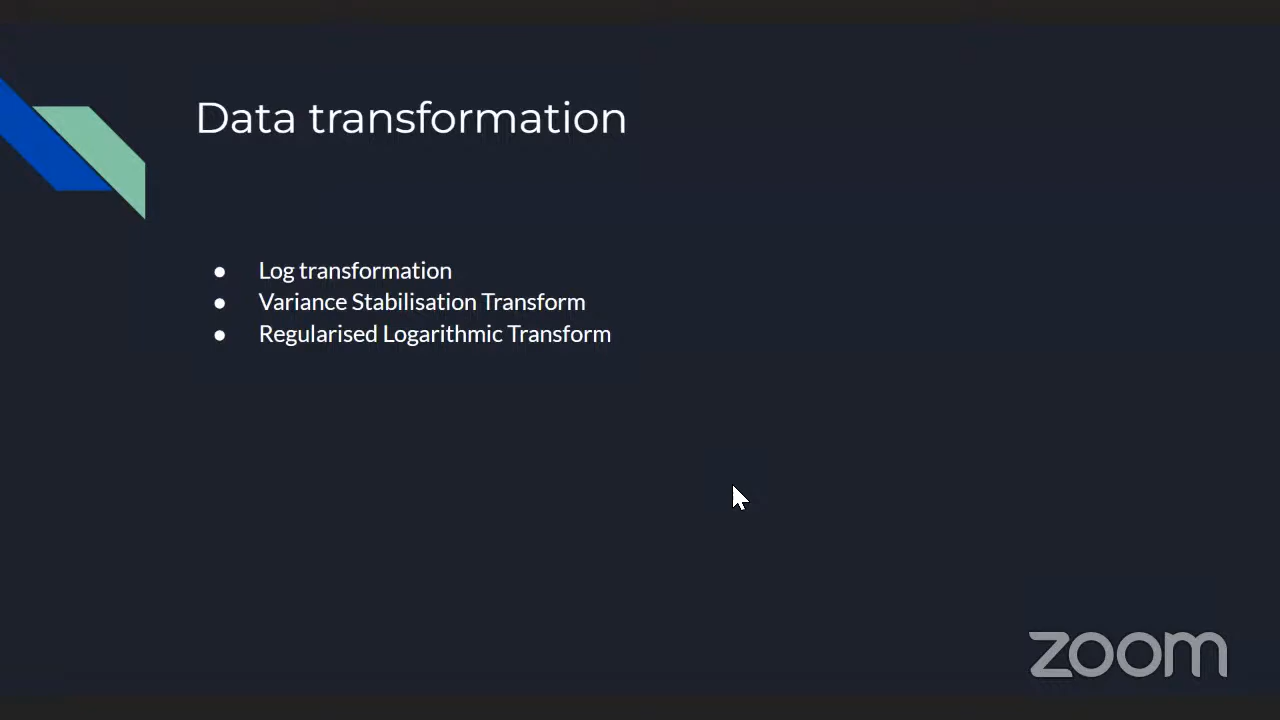 Data transformation
● Log transformation
● Variance Stabilisation Transform
● Regularised Logarithmic Transform
zoom